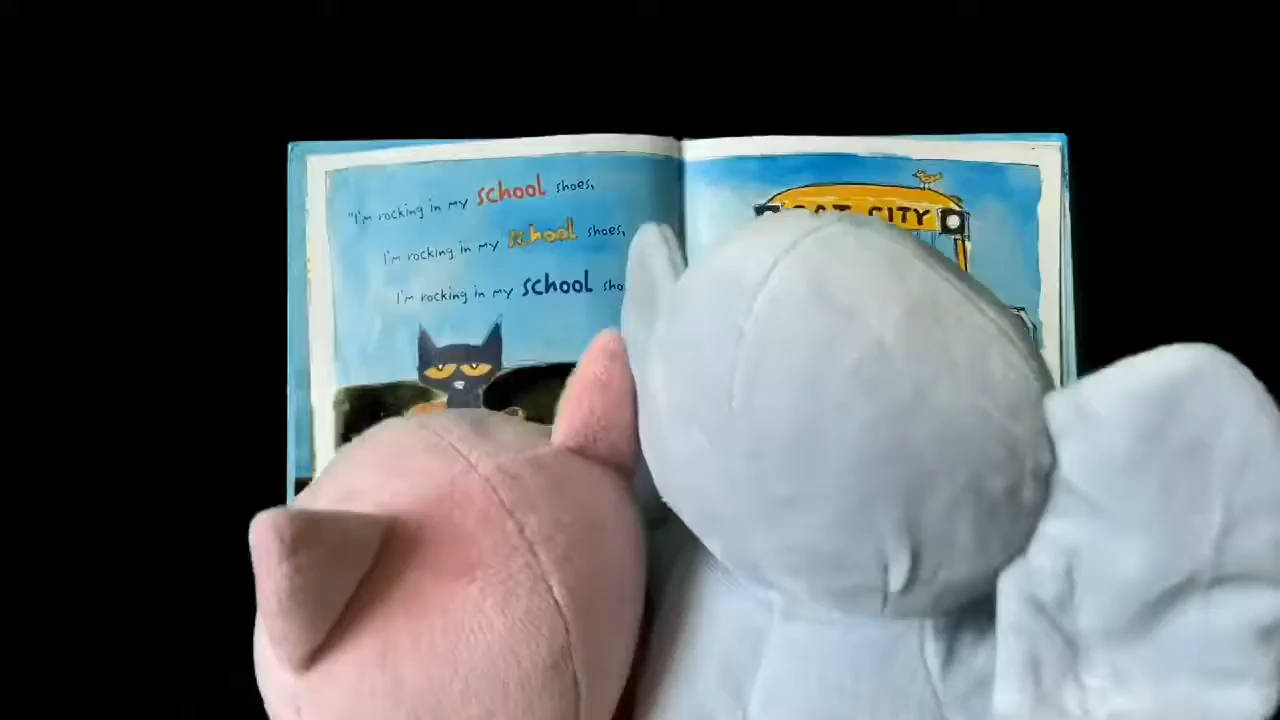 "I'm rocking in my school shoes,
I'm rocking in my school shoes,
I'm rocking in my school
CITY